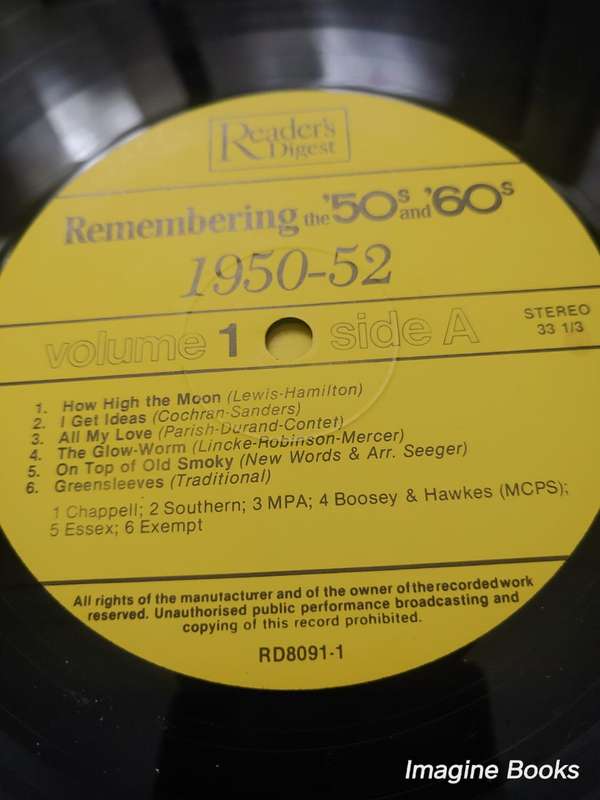 Reader's
Digest
Remembering the '50s and '60s
1950-52
volume 1 side A
STEREO
33 1/3
1. How High the Moon (Lewis-Hamilton)
2. I Get Ideas (Cochran-Sanders)
3. All My Love (Parish-Durand-Contet)
4. The Glow-Worm (Lincke-Robinson-Mercer)
5. On Top of Old Smoky (New Words & Arr. Seeger)
6. Greensleeves (Traditional)
1 Chappell; 2 Southern; 3 MPA; 4 Boosey & Hawkes (MCPS);
5 Essex; 6 Exempt
All rights of the manufacturer and of the owner of the recorded work
reserved. Unauthorised public performance broadcasting and
copying of this record prohibited.
RD8091-1
Imagine Books